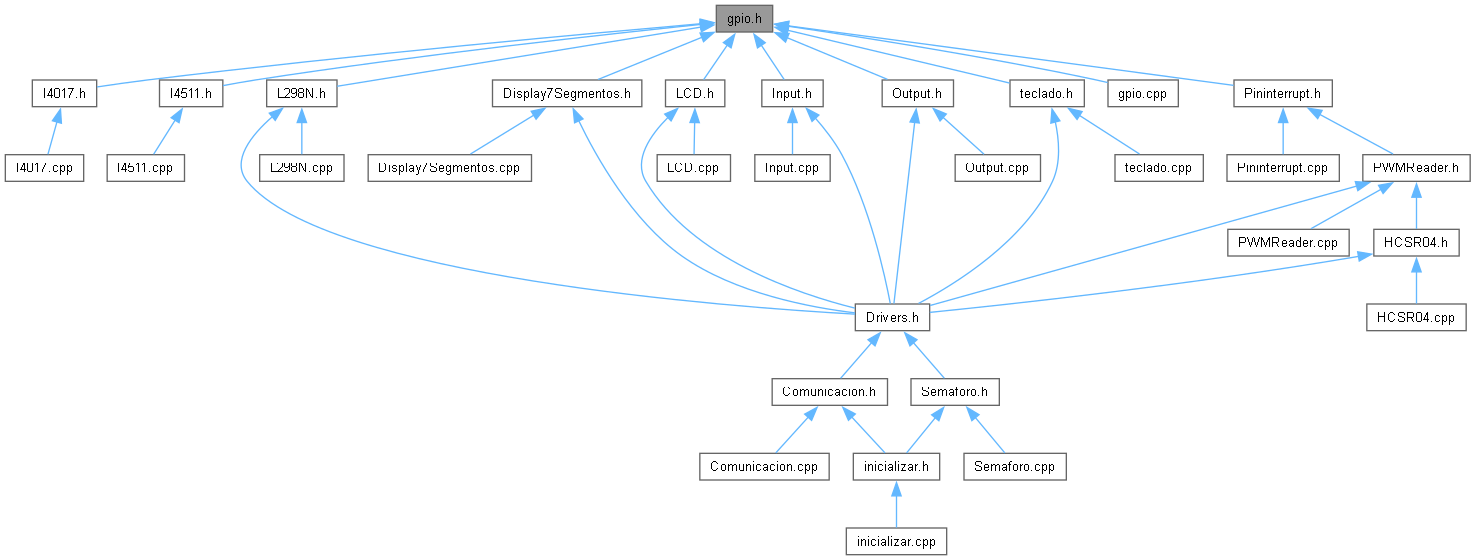 gpio.h
I4017.h
I4511.h
L298N.h
Display7Segmentos.h
LCD.h
Input.h
Output.h
teclado.h
gpio.cpp
Pininterrupt.h
I4017.cpp
I4511.cpp
L298N.cpp
Display7Segmentos.cpp
LCD.cpp
Input.cpp
Output.cpp
teclado.cpp
Pininterrupt.cpp
PWMReader.h
PWMReader.cpp
HCSR04.h
Drivers.h
HCSR04.cpp
Comunicacion.h
Semaforo.h
Comunicacion.cpp
inicializar.h
Semaforo.cpp
inicializar.cpp